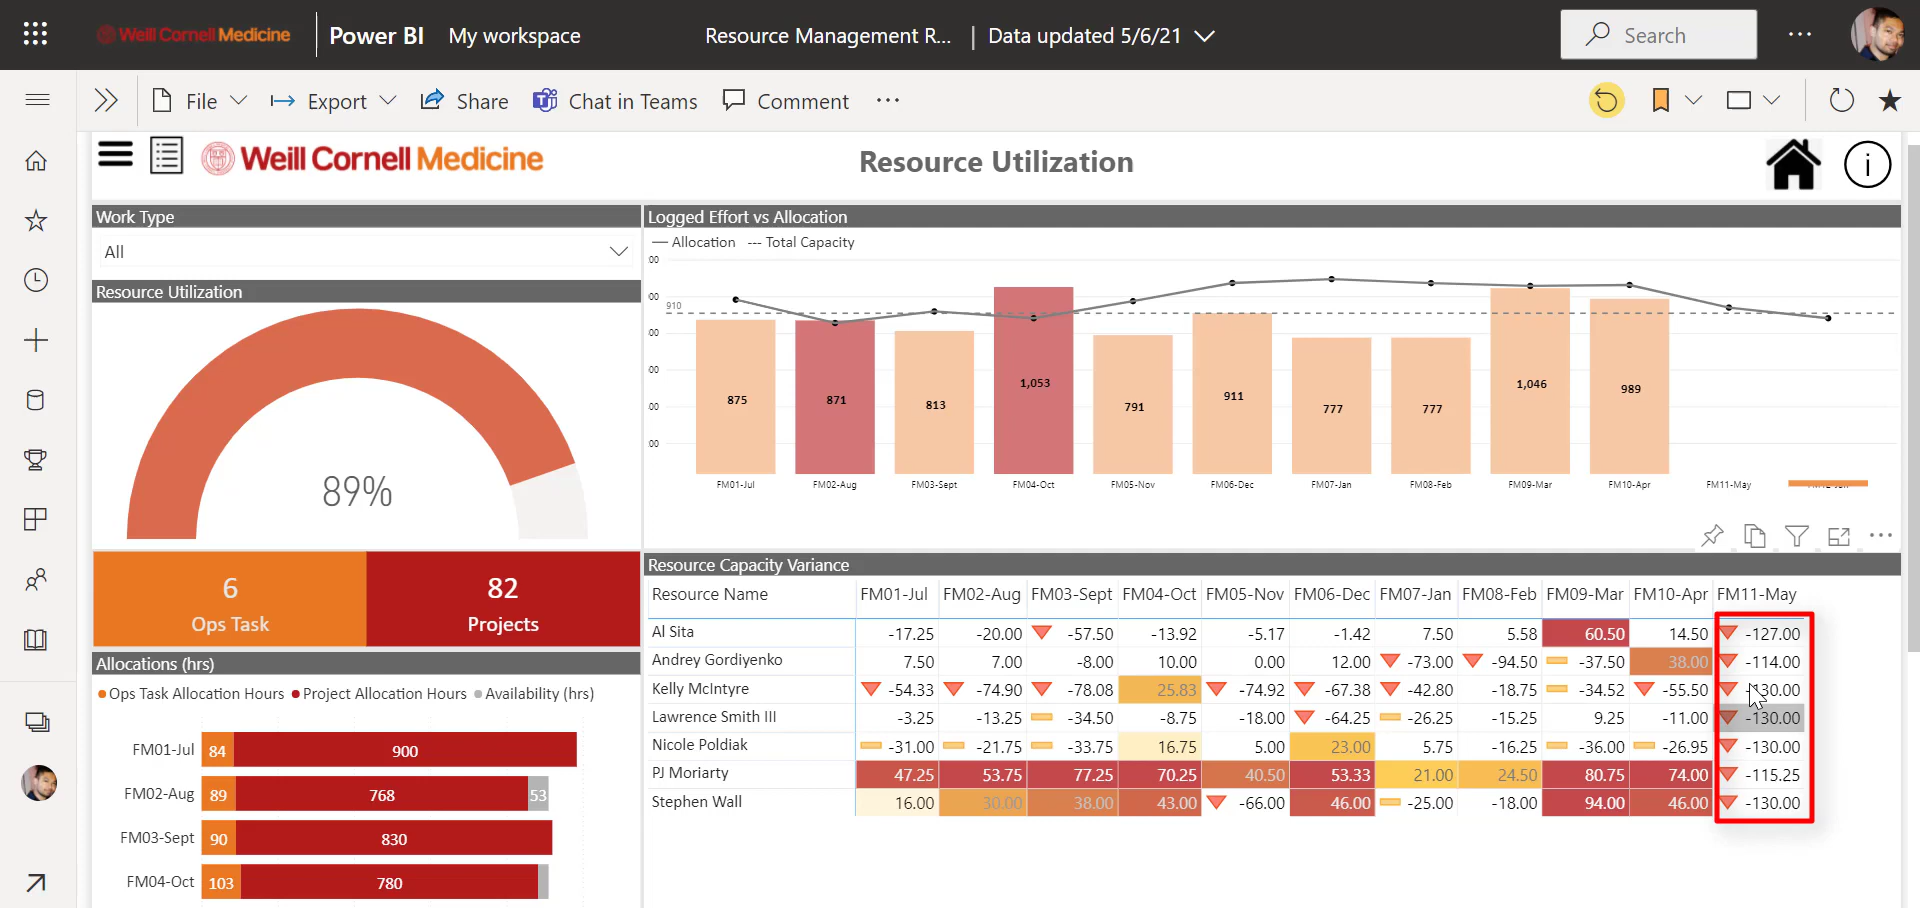 Weill Cornell Medicine Power BI My workspace Resource Management R... | Data updated 5/6/21 Search
File Export Share Chat in Teams Comment
Weill Cornell Medicine Resource Utilization
Work Type
All
Resource Utilization
89%
6 82
Ops Task Projects
Allocations (hrs)
Ops Task Allocation Hours Project Allocation Hours Availability (hrs)
FM01-Jul 84 900
FM02-Aug 89 768 53
FM03-Sept 90 830
FM04-Oct 103 780
Logged Effort vs Allocation
Allocation --- Total Capacity
00
00
910
00
00
00
00
875 871 813 1,053 791 911 777 777 1,046 989
FM01-Jul FM02-Aug FM03-Sept FM04-Oct FM05-Nov FM06-Dec FM07-Jan FM08-Feb FM09-Mar FM10-Apr FM11-May
Resource Capacity Variance
Resource Name FM01-Jul FM02-Aug FM03-Sept FM04-Oct FM05-Nov FM06-Dec FM07-Jan FM08-Feb FM09-Mar FM10-Apr FM11-May
Al Sita -17.25 -20.00 -57.50 -13.92 -5.17 -1.42 7.50 5.58 60.50 14.50 -127.00
Andrey Gordiyenko 7.50 7.00 -8.00 10.00 0.00 12.00 -73.00 -94.50 -37.50 38.00 -114.00
Kelly McIntyre -54.33 -74.90 -78.08 25.83 -74.92 -67.38 -42.80 -18.75 -34.52 -55.50 -130.00
Lawrence Smith III -3.25 -13.25 -34.50 -8.75 -18.00 -64.25 -26.25 -15.25 9.25 -11.00 -130.00
Nicole Poldiak -31.00 -21.75 -33.75 16.75 5.00 23.00 5.75 -16.25 -36.00 -26.95 -130.00
PJ Moriarty 47.25 53.75 77.25 70.25 40.50 53.33 21.00 24.50 80.75 74.00 -115.25
Stephen Wall 16.00 30.00 38.00 43.00 -66.00 46.00 -25.00 -18.00 94.00 46.00 -130.00